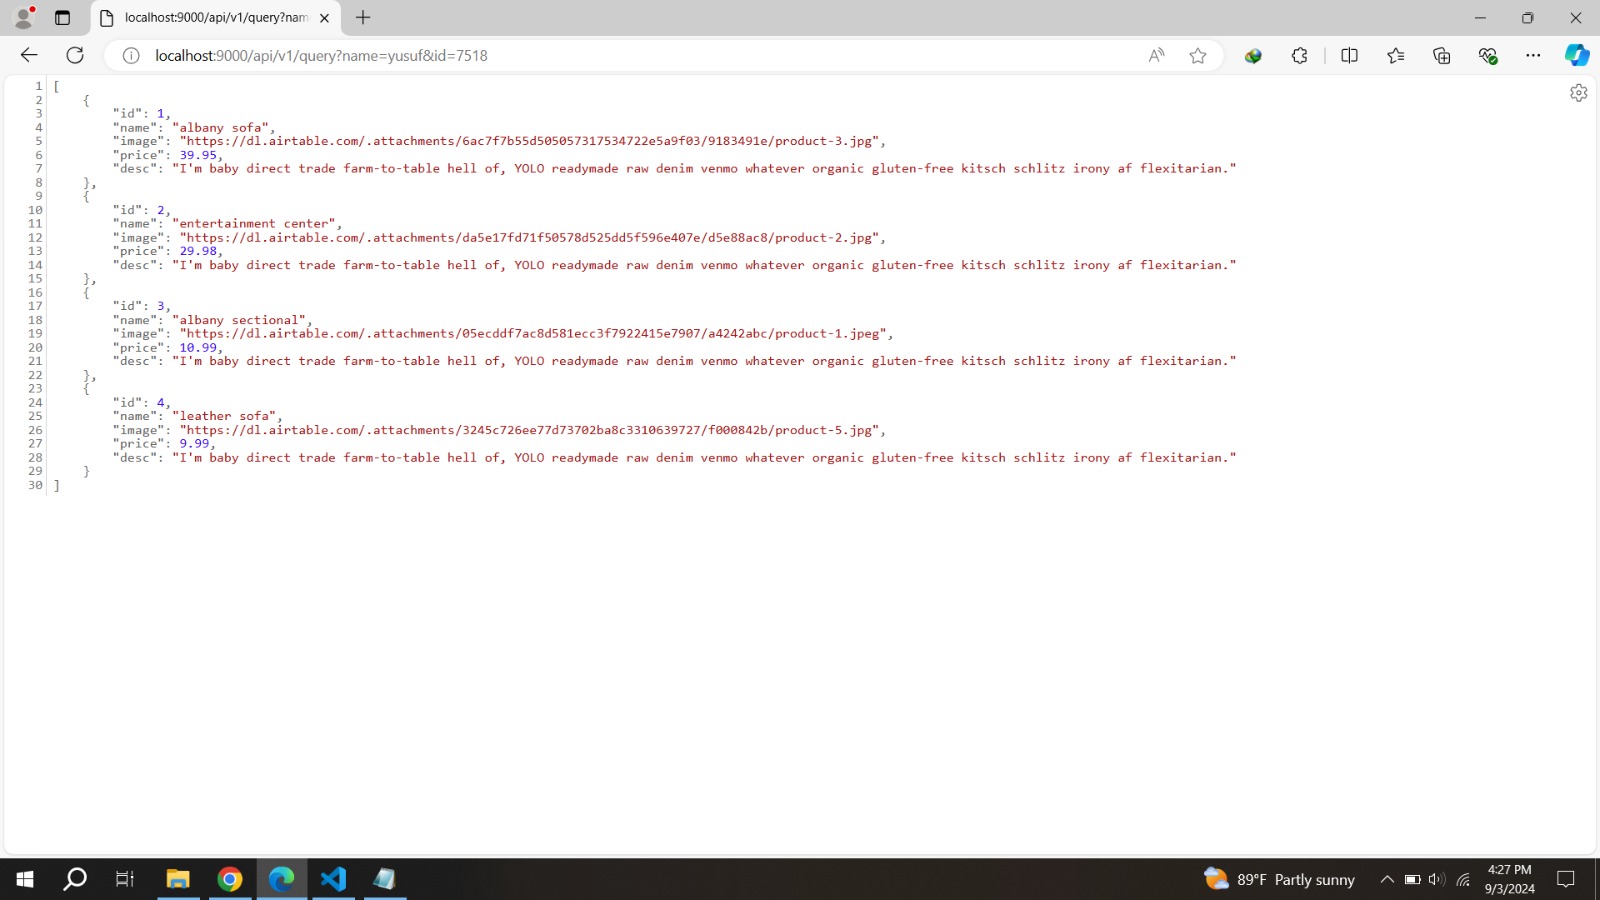 localhost:9000/api/v1/query?nam
localhost:9000/api/v1/query?name=yusuf&id=7518
1 [
2 {
3 "id": 1,
4 "name": "albany sofa",
5 "image": "https://dl.airtable.com/.attachments/6ac7f7b55d505057317534722e5a9f03/9183491e/product-3.jpg",
6 "price": 39.95,
7 "desc": "I'm baby direct trade farm-to-table hell of, YOLO readymade raw denim venmo whatever organic gluten-free kitsch schlitz irony af flexitarian."
8 },
9 {
10 "id": 2,
11 "name": "entertainment center",
12 "image": "https://dl.airtable.com/.attachments/da5e17fd71f50578d525dd5f596e407e/d5e88ac8/product-2.jpg",
13 "price": 29.98,
14 "desc": "I'm baby direct trade farm-to-table hell of, YOLO readymade raw denim venmo whatever organic gluten-free kitsch schlitz irony af flexitarian."
15 },
16 {
17 "id": 3,
18 "name": "albany sectional",
19 "image": "https://dl.airtable.com/.attachments/05ecddf7ac8d581ecc3f7922415e7907/a4242abc/product-1.jpeg",
20 "price": 10.99,
21 "desc": "I'm baby direct trade farm-to-table hell of, YOLO readymade raw denim venmo whatever organic gluten-free kitsch schlitz irony af flexitarian."
22 },
23 {
24 "id": 4,
25 "name": "leather sofa",
26 "image": "https://dl.airtable.com/.attachments/3245c726ee77d73702ba8c3310639727/f000842b/product-5.jpg",
27 "price": 9.99,
28 "desc": "I'm baby direct trade farm-to-table hell of, YOLO readymade raw denim venmo whatever organic gluten-free kitsch schlitz irony af flexitarian."
29 }
30 ]
89°F Partly sunny
4:27 PM
9/3/2024